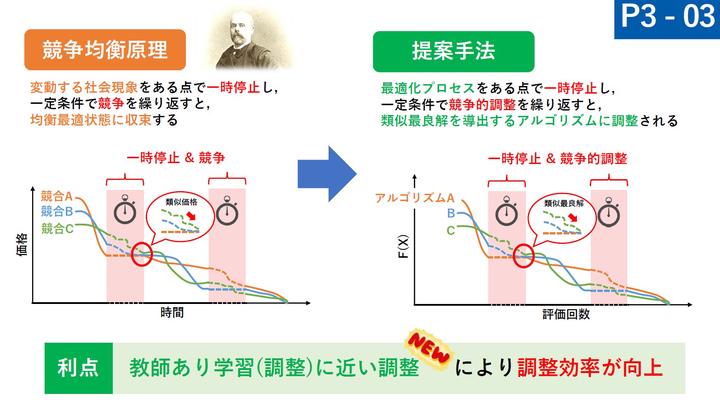 P3 - 03
競争均衡原理
変動する社会現象をある点で一時停止し,
一定条件で競争を繰り返すと,
均衡最適状態に収束する
一時停止 & 競争
競合A
競合B
競合C
類似価格
価格
時間
提案手法
最適化プロセスをある点で一時停止し,
一定条件で競争的調整を繰り返すと,
類似最良解を導出するアルゴリズムに調整される
一時停止 & 競争的調整
アルゴリズムA
B
C
類似最良解
F(X)
評価回数
利点
教師あり学習(調整)に近い調整により調整効率が向上
NEW